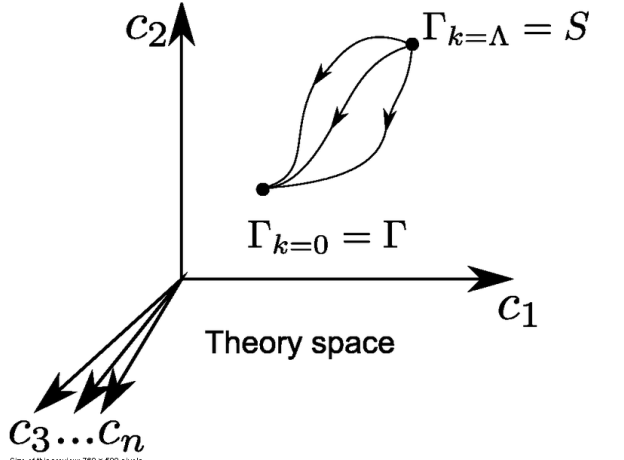 c₂
Γₖ₌Λ = S
Γₖ₌₀ = Γ
c₁
Theory space
c₃...cₙ